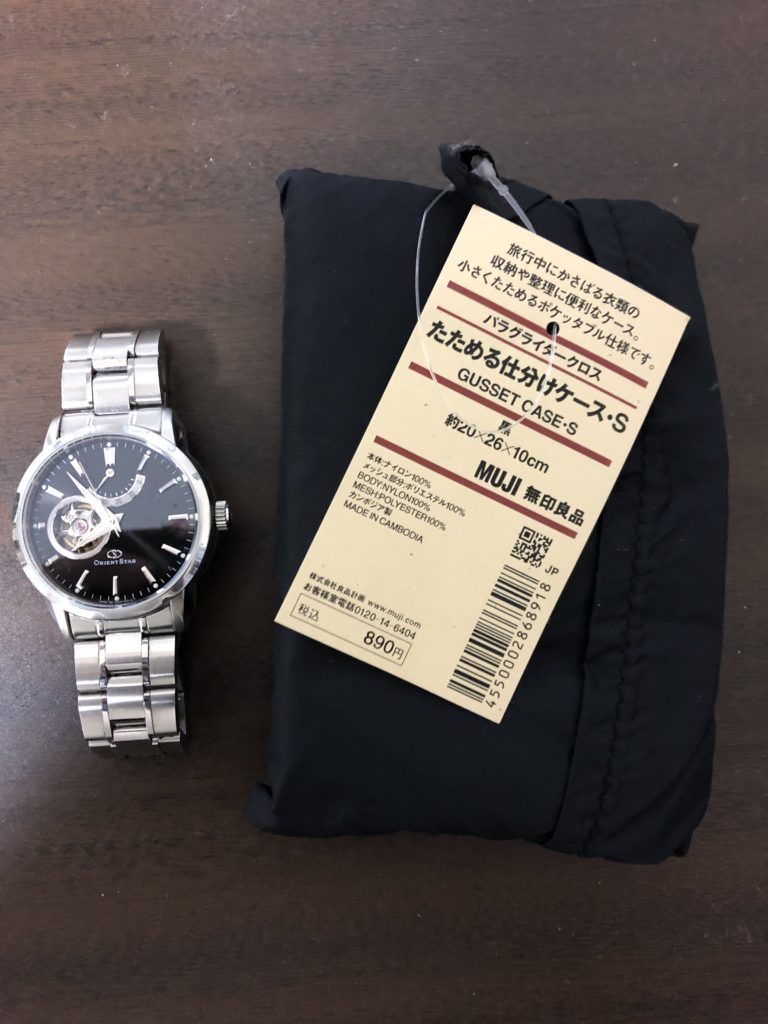 ORIENT STAR
旅行中にかさばる衣類の
収納や整理に便利なケース。
小さくたためるポケッタブル仕様です。
パラグライダークロス
たためる仕分けケース・S
GUSSET CASE・S
黒
約20×26×10cm
MUJI 無印良品
本体:ナイロン100%
メッシュ部分:ポリエステル100%
BODY:NYLON100%
MESH:POLYESTER100%
カンボジア製
MADE IN CAMBODIA
JP
株式会社良品計画 www.muji.com
お客様室電話0120-14-6404
税込 890円
4550002868918